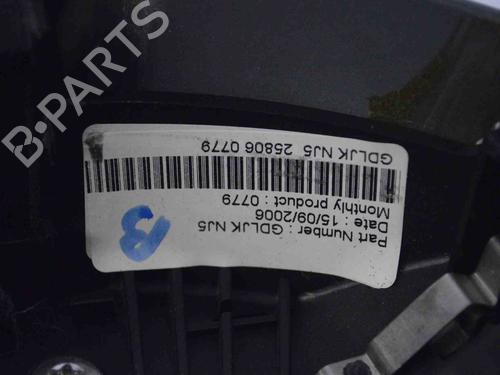 B-PARTS
Part Number : GDLJK NJ5
Date : 15/09/2006
Monthly product : 0779
GDLJK NJ5 25806 0779
B